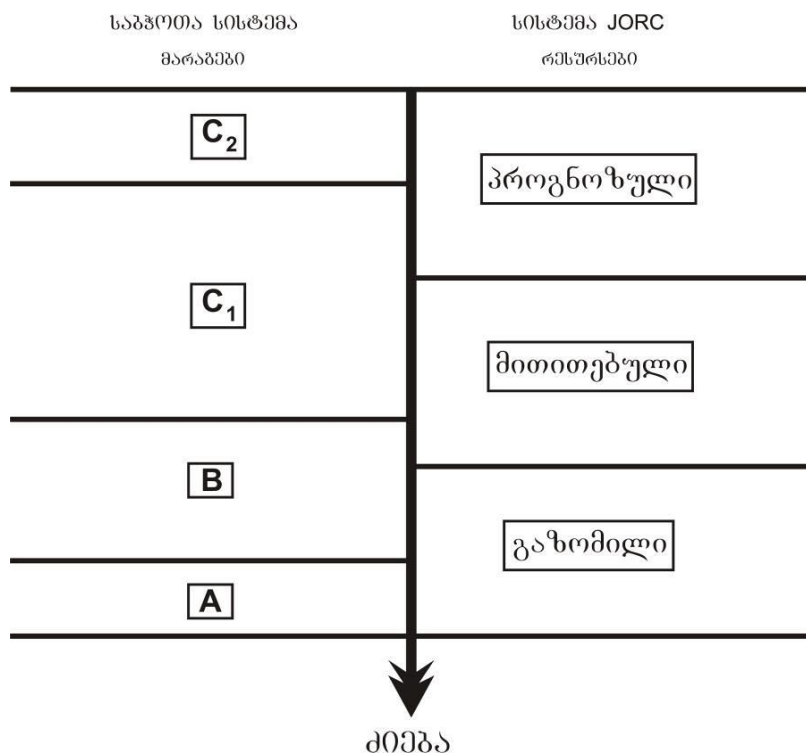 საბჭოთა სისტემა
მარაგები
სისტემა JORC
რესურსები
C2
პროგნოზული
C1
მითითებული
B
გაზომილი
A
ძიება